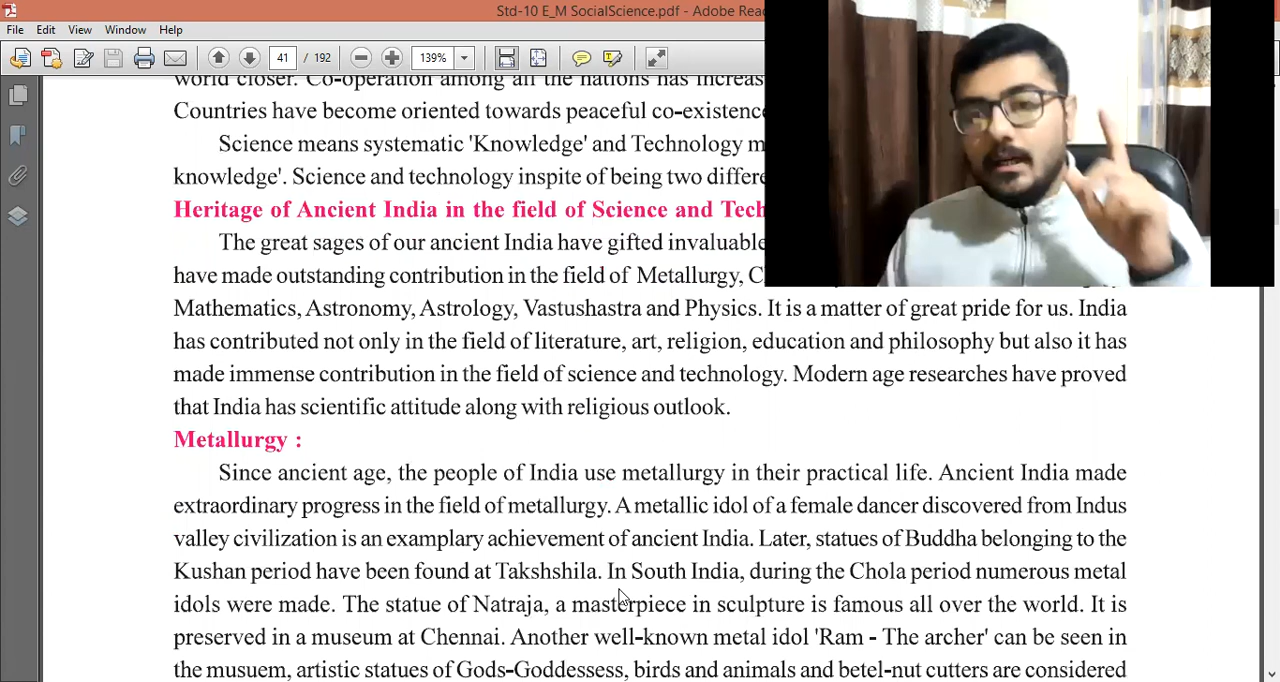 Std-10 E_M SocialScience.pdf - Adobe Rea
File Edit View Window Help
41 / 192 139%
world closer. Co-operation among all the nations has increas
Countries have become oriented towards peaceful co-existence
Science means systematic 'Knowledge' and Technology m
knowledge'. Science and technology inspite of being two differe
Heritage of Ancient India in the field of Science and Tech
The great sages of our ancient India have gifted invaluable
have made outstanding contribution in the field of Metallurgy, C
Mathematics, Astronomy, Astrology, Vastushastra and Physics. It is a matter of great pride for us. India
has contributed not only in the field of literature, art, religion, education and philosophy but also it has
made immense contribution in the field of science and technology. Modern age researches have proved
that India has scientific attitude along with religious outlook.
Metallurgy :
Since ancient age, the people of India use metallurgy in their practical life. Ancient India made
extraordinary progress in the field of metallurgy. A metallic idol of a female dancer discovered from Indus
valley civilization is an examplary achievement of ancient India. Later, statues of Buddha belonging to the
Kushan period have been found at Takshshila. In South India, during the Chola period numerous metal
idols were made. The statue of Natraja, a masterpiece in sculpture is famous all over the world. It is
preserved in a museum at Chennai. Another well-known metal idol 'Ram - The archer' can be seen in
the musuem, artistic statues of Gods-Goddessess, birds and animals and betel-nut cutters are considered